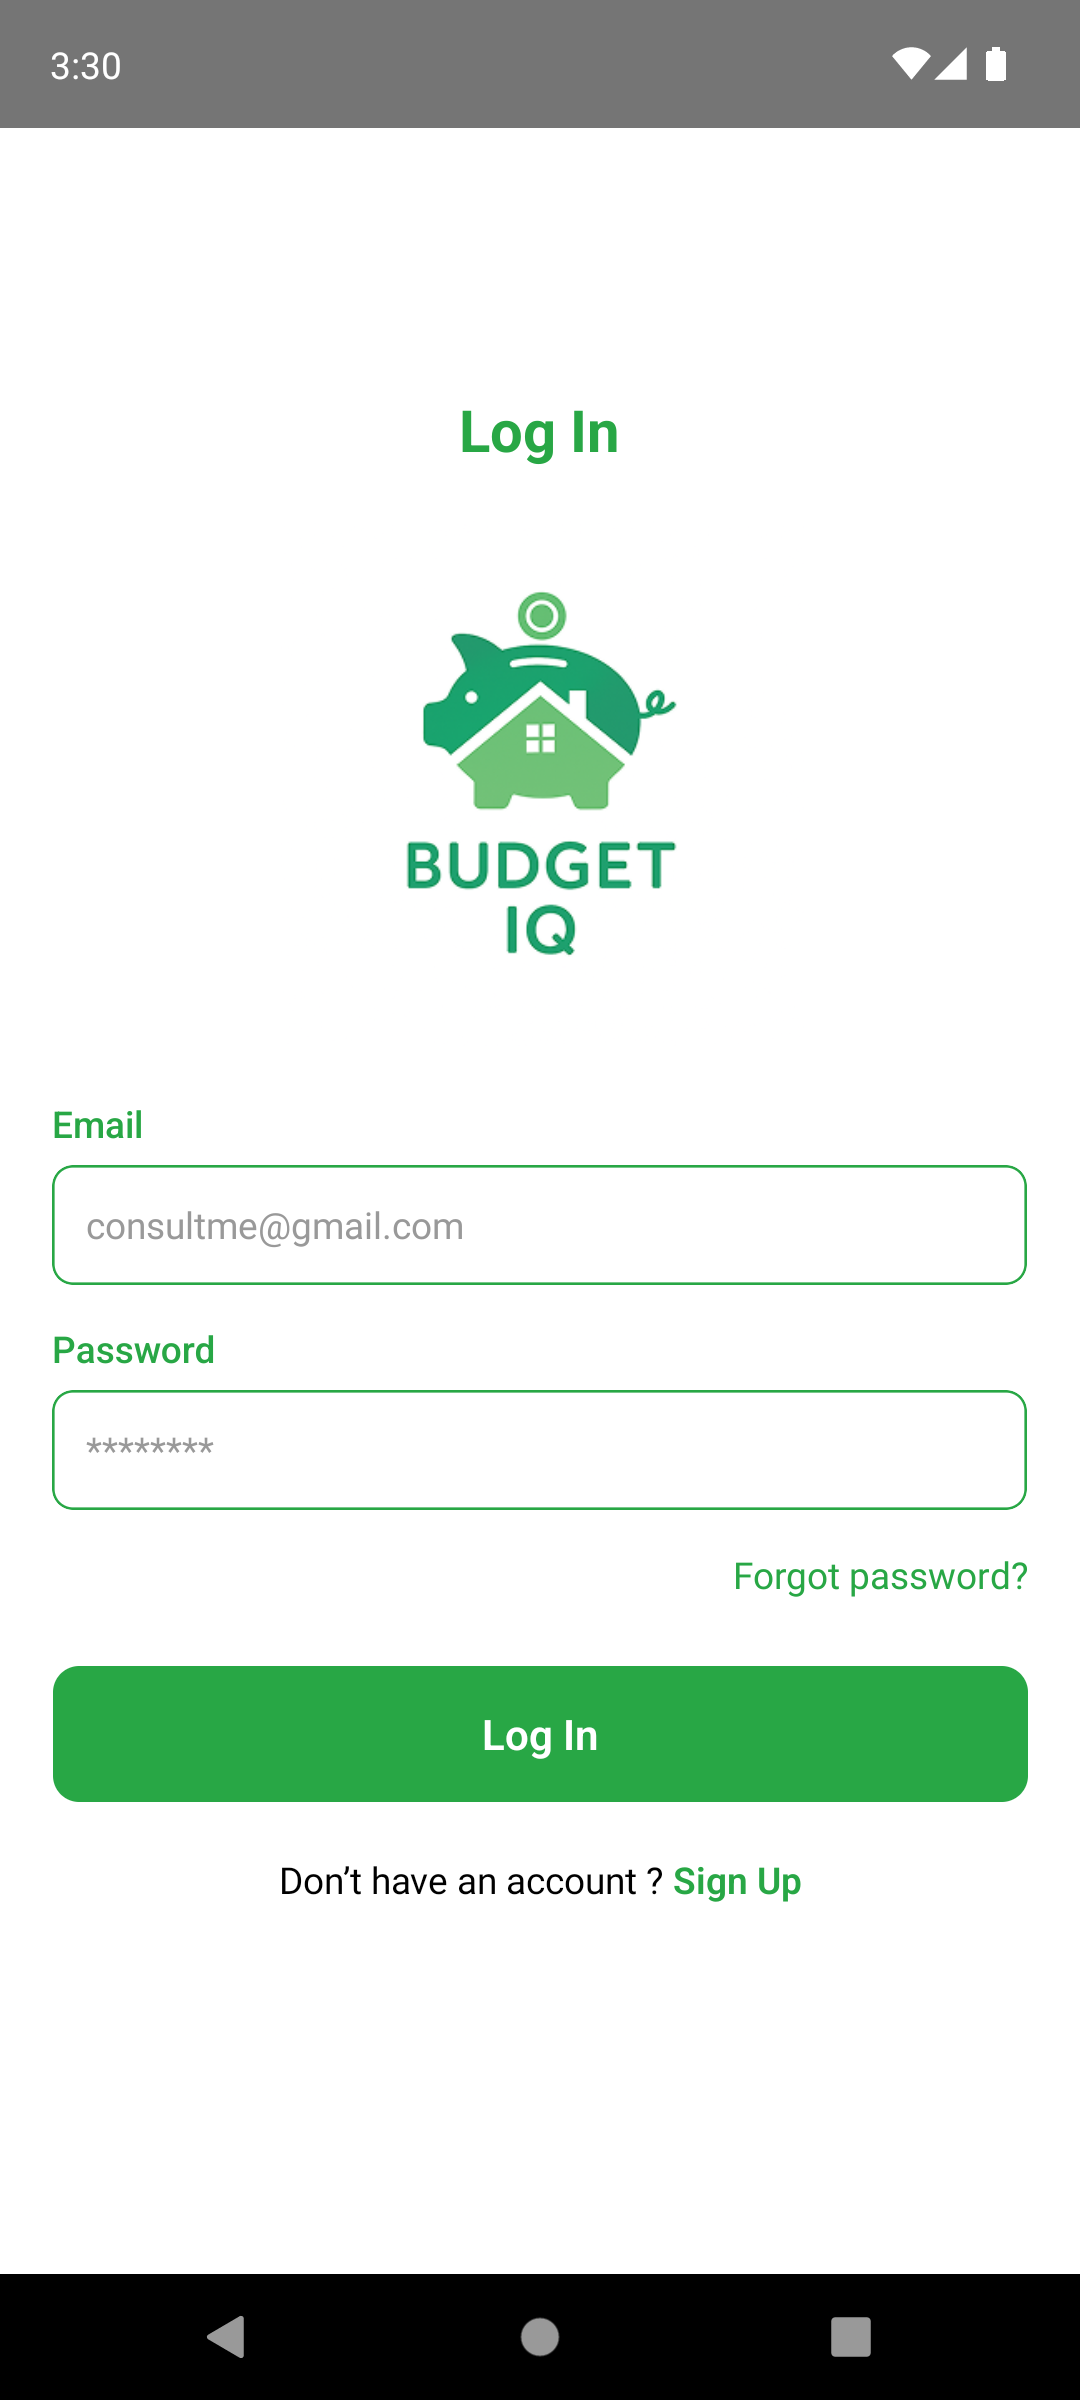 3:30
Log In
BUDGET
IQ
Email
consultme@gmail.com
Password
********
Forgot password?
Log In
Don’t have an account ? Sign Up